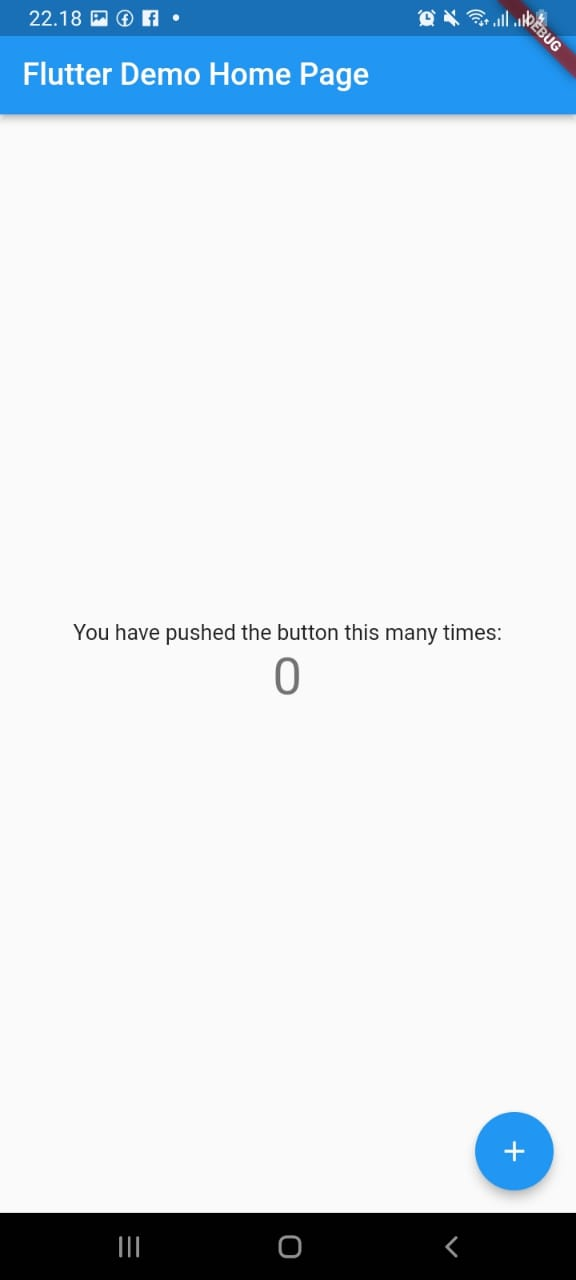 22.18
DEBUG
Flutter Demo Home Page
You have pushed the button this many times:
0